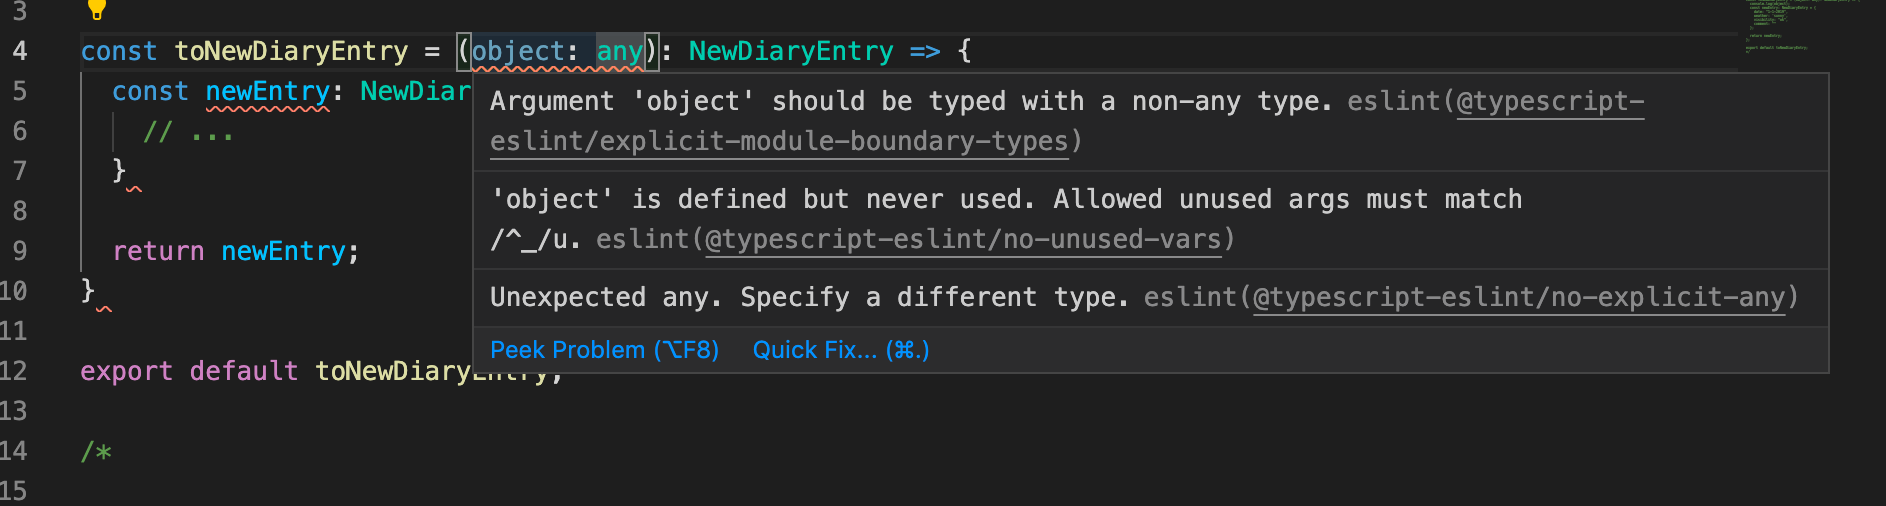 3
4 const toNewDiaryEntry = (object: any): NewDiaryEntry => {
5 const newEntry: NewDiar
Argument 'object' should be typed with a non-any type. eslint(@typescript-
eslint/explicit-module-boundary-types)
6 // ...
7 }
8
'object' is defined but never used. Allowed unused args must match
/^_/u. eslint(@typescript-eslint/no-unused-vars)
9 return newEntry;
10 }
Unexpected any. Specify a different type. eslint(@typescript-eslint/no-explicit-any)
11
Peek Problem (⌥F8) Quick Fix... (⌘.)
12 export default toNewDiaryEntry;
13
14 /*
15